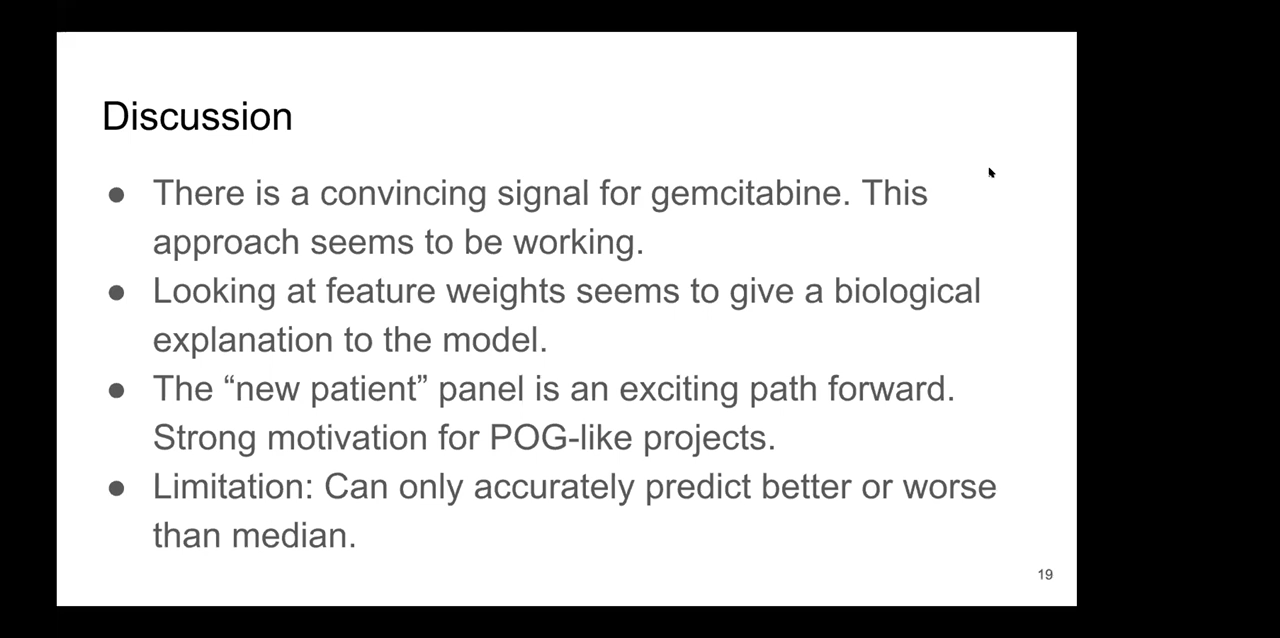 Discussion
● There is a convincing signal for gemcitabine. This
approach seems to be working.
● Looking at feature weights seems to give a biological
explanation to the model.
● The “new patient” panel is an exciting path forward.
Strong motivation for POG-like projects.
● Limitation: Can only accurately predict better or worse
than median.
19